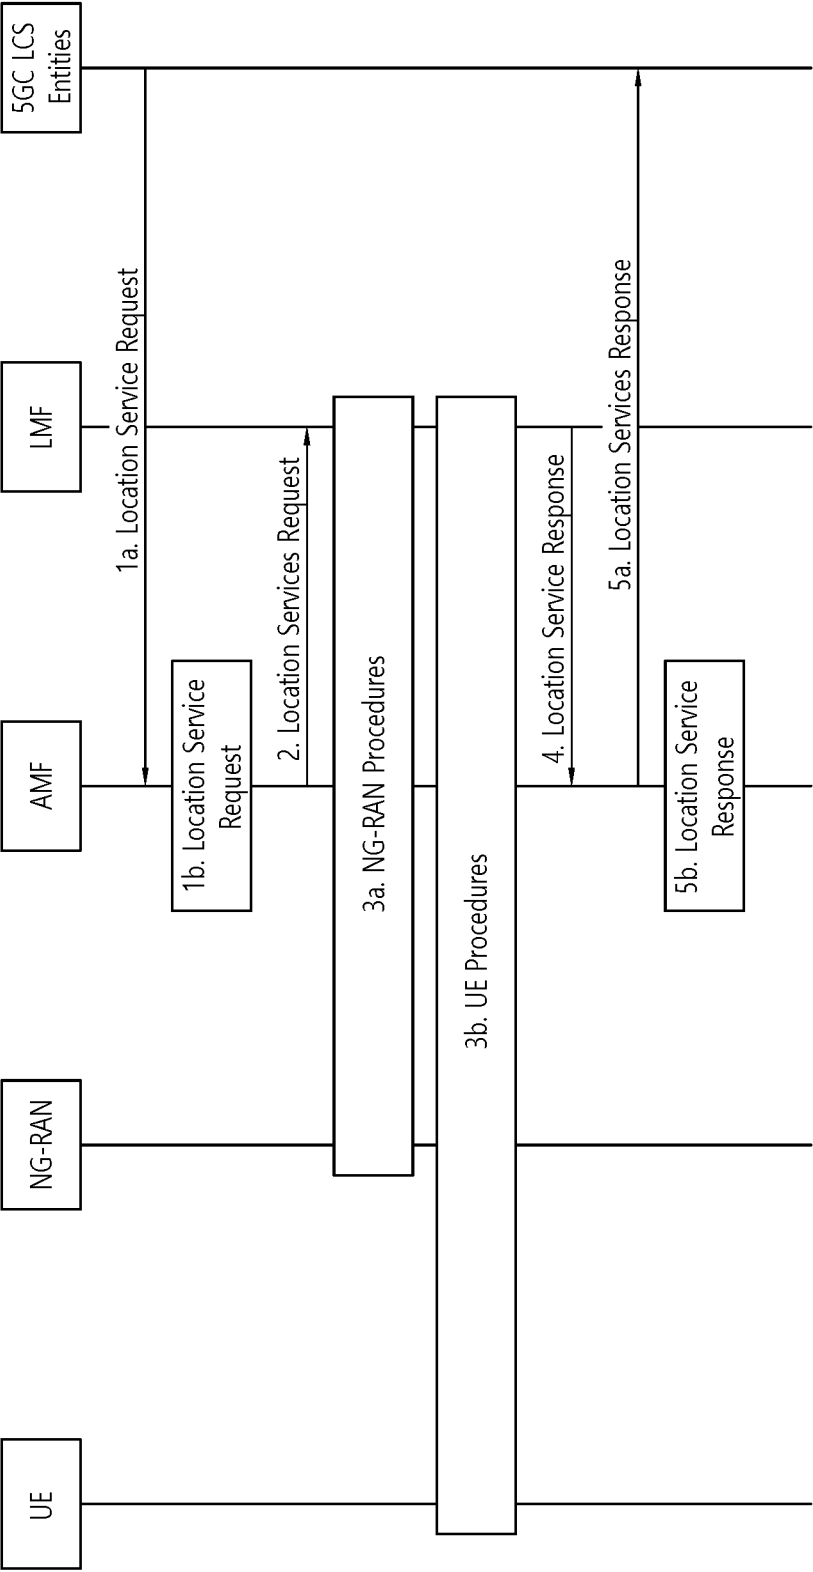 UE
NG-RAN
AMF
LMF
5GC LCS
Entities
1a. Location Service Request
1b. Location Service
Request
2. Location Services Request
3a. NG-RAN Procedures
3b. UE Procedures
4. Location Service Response
5a. Location Services Response
5b. Location Service
Response